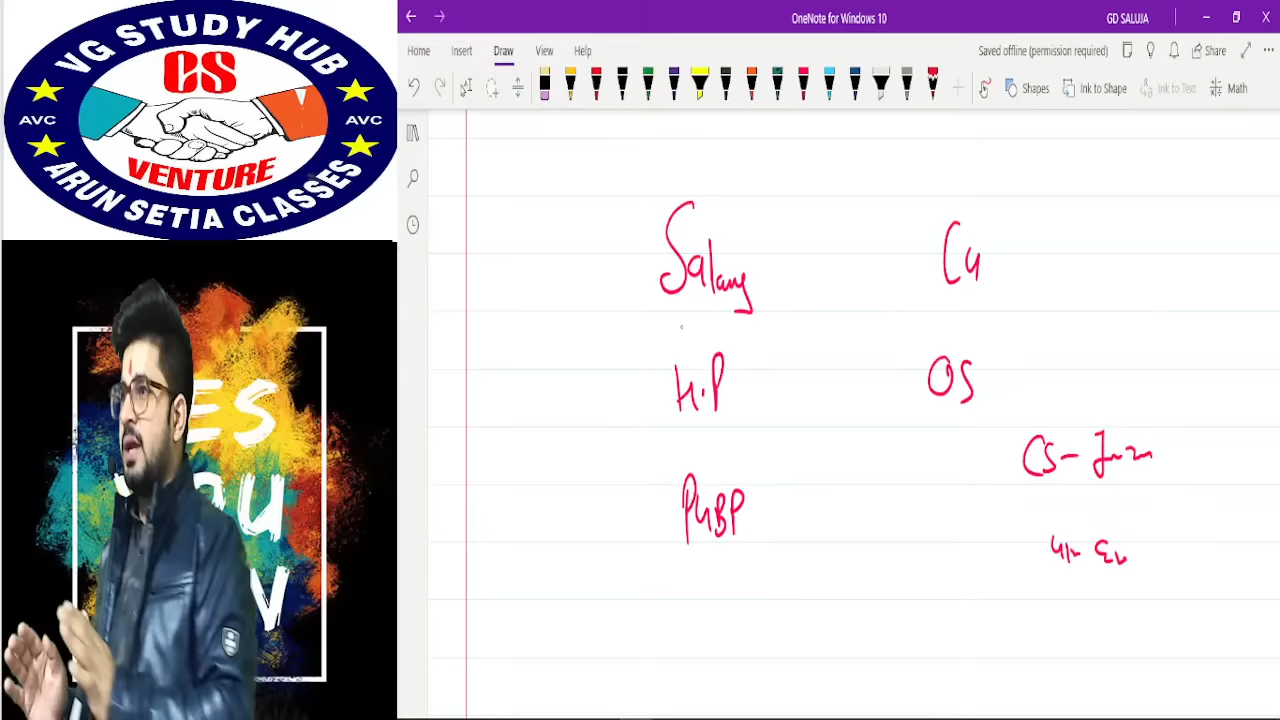 VG STUDY HUB
CS
AVC
AVC
VENTURE
ARUN SETIA CLASSES
YES
You
OneNote for Windows 10
GD SALUJA
Home Insert Draw View Help
Saved offline (permission required)
Share
Shapes
Ink to Shape
Ink to Text
Math
Salary
H.P
PGBP
CG
OS
CS-